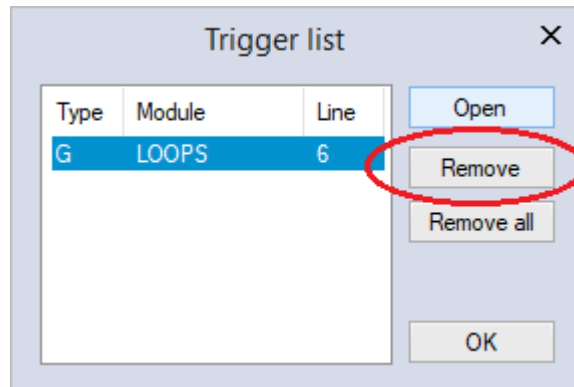 Trigger list
Type Module Line
G LOOPS 6
Open
Remove
Remove all
OK